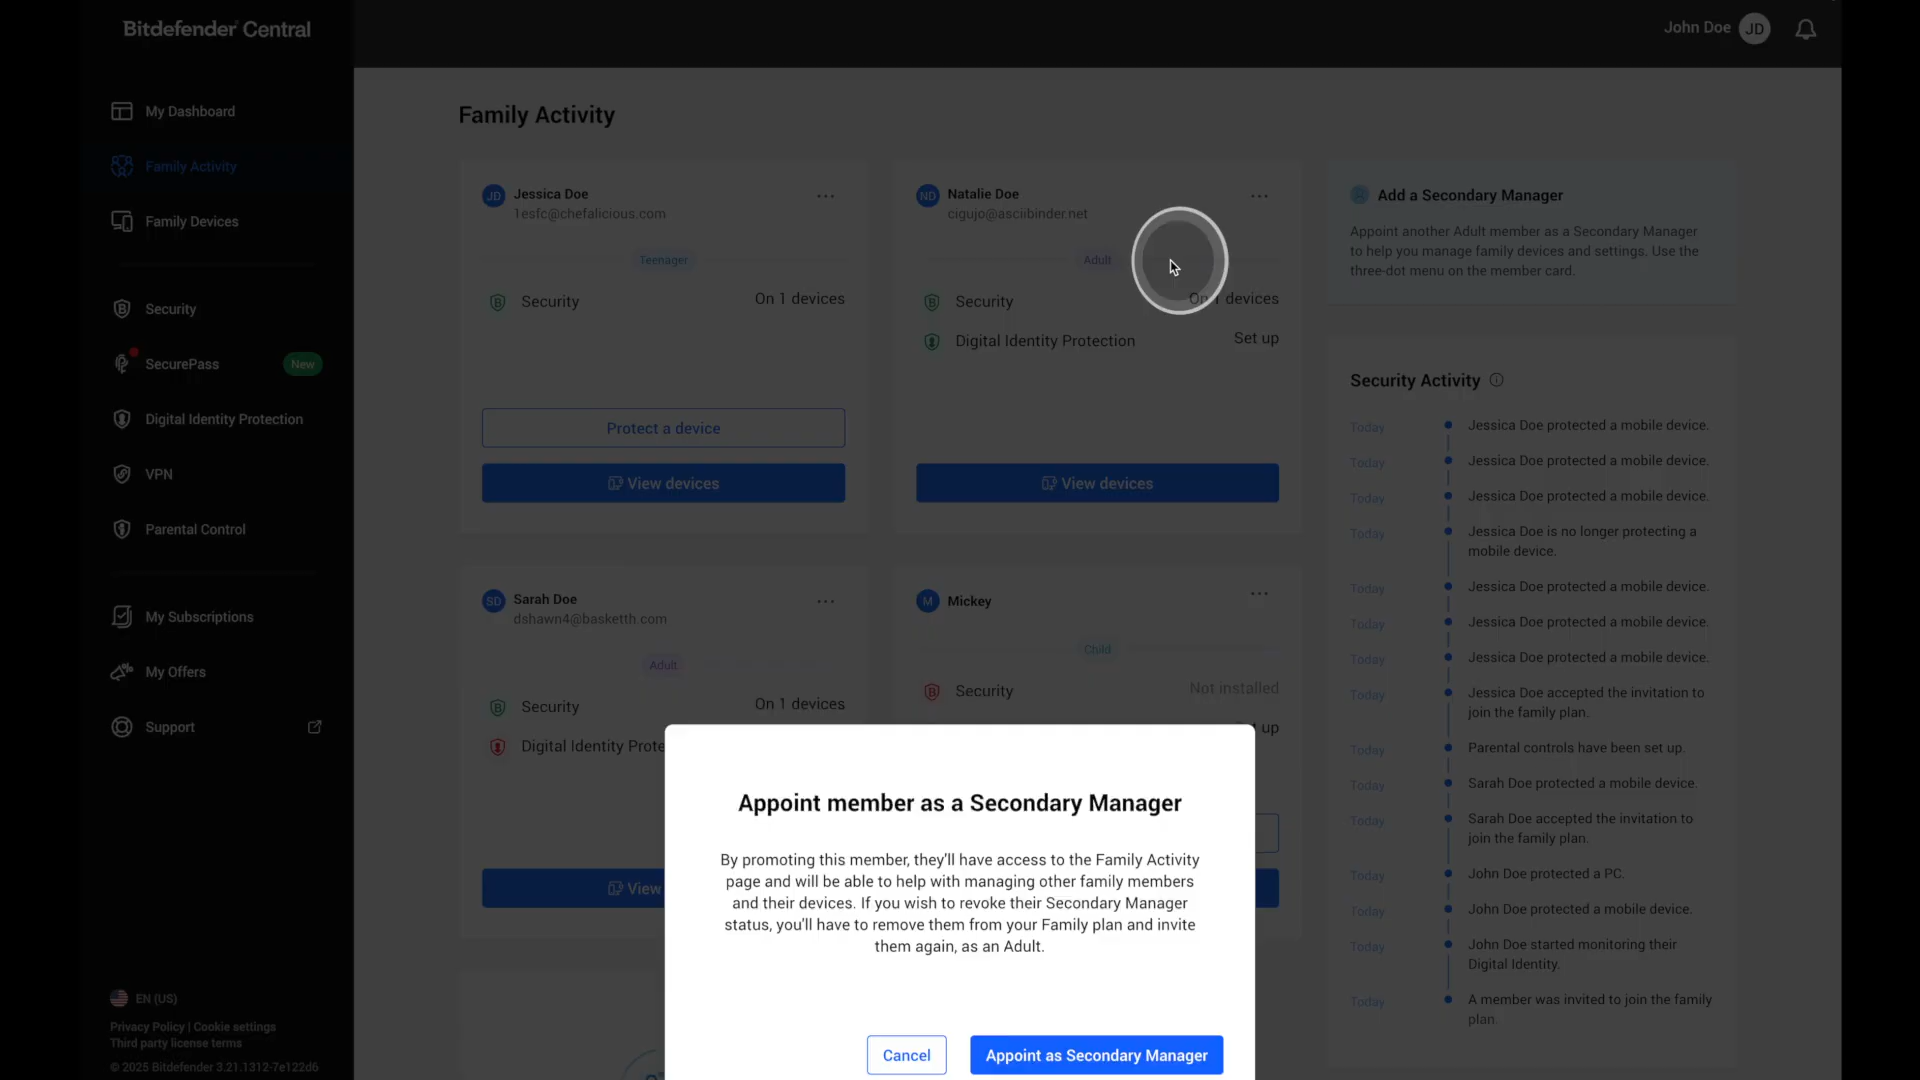 Bitdefender Central
John Doe
JD
My Dashboard
Family Activity
Family Devices
Security
SecurePass
New
Digital Identity Protection
VPN
Parental Control
My Subscriptions
My Offers
Support
EN (US)
Privacy Policy | Cookie settings
Third party license terms
© 2025 Bitdefender 3.21.1312-7e122d6
Family Activity
JD
Jessica Doe
1esfc@chefalicious.com
Teenager
Security
On 1 devices
Protect a device
View devices
ND
Natalie Doe
cigujo@asciibinder.net
Adult
Security
On 1 devices
Digital Identity Protection
Set up
View devices
SD
Sarah Doe
dshawn4@basketth.com
Adult
Security
On 1 devices
Digital Identity Prote
View
M
Mickey
Child
Security
Not installed
up
Add a Secondary Manager
Appoint another Adult member as a Secondary Manager
to help you manage family devices and settings. Use the
three-dot menu on the member card.
Security Activity
Today
Jessica Doe protected a mobile device.
Today
Jessica Doe protected a mobile device.
Today
Jessica Doe protected a mobile device.
Today
Jessica Doe is no longer protecting a
mobile device.
Today
Jessica Doe protected a mobile device.
Today
Jessica Doe protected a mobile device.
Today
Jessica Doe protected a mobile device.
Today
Jessica Doe accepted the invitation to
join the family plan.
Today
Parental controls have been set up.
Today
Sarah Doe protected a mobile device.
Today
Sarah Doe accepted the invitation to
join the family plan.
Today
John Doe protected a PC.
Today
John Doe protected a mobile device.
Today
John Doe started monitoring their
Digital Identity.
Today
A member was invited to join the family
plan.
Appoint member as a Secondary Manager
By promoting this member, they'll have access to the Family Activity
page and will be able to help with managing other family members
and their devices. If you wish to revoke their Secondary Manager
status, you'll have to remove them from your Family plan and invite
them again, as an Adult.
Cancel
Appoint as Secondary Manager